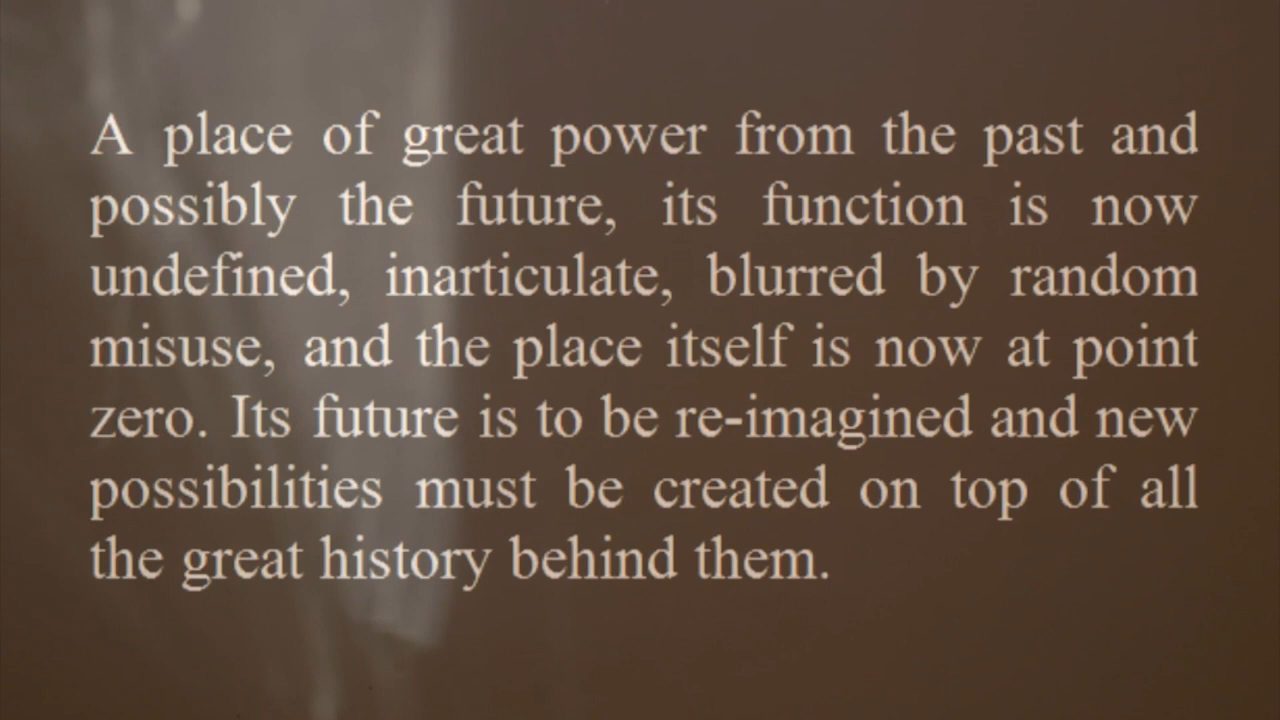 A place of great power from the past and
possibly the future, its function is now
undefined, inarticulate, blurred by random
misuse, and the place itself is now at point
zero. Its future is to be re-imagined and new
possibilities must be created on top of all
the great history behind them.